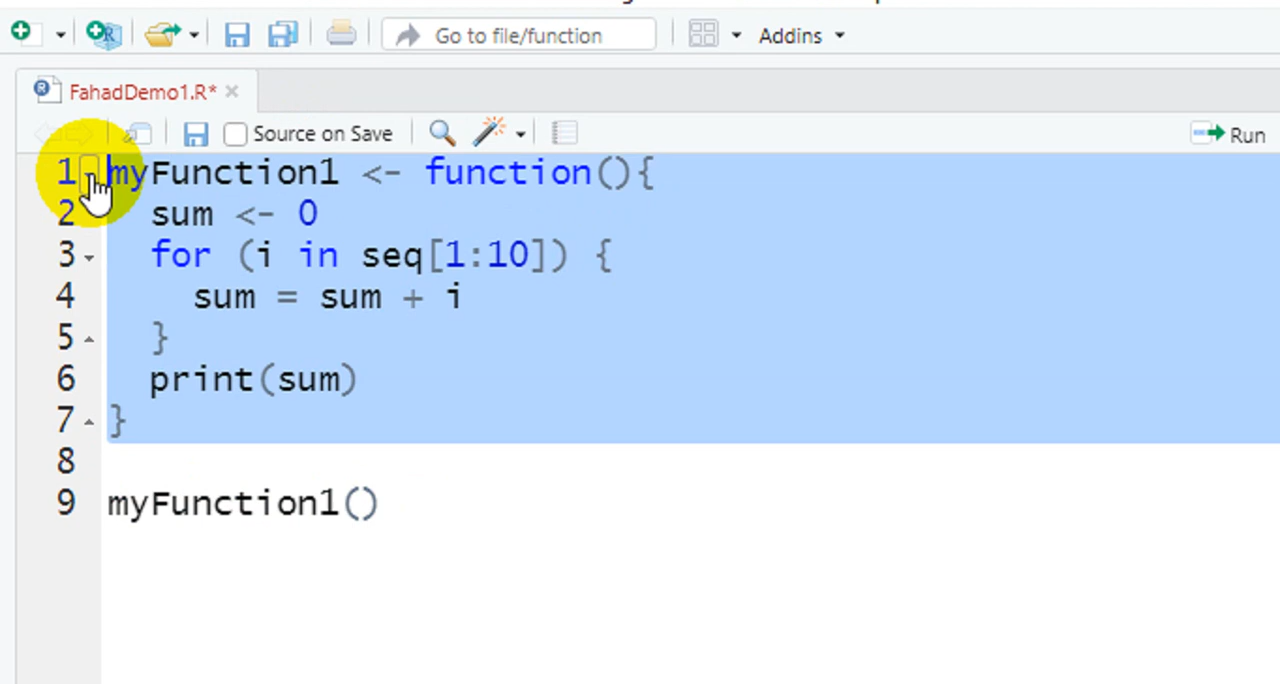 Go to file/function
Addins
FahadDemo1.R*
Source on Save
Run
1 myFunction1 <- function(){
2 sum <- 0
3 for (i in seq[1:10]) {
4 sum = sum + i
5 }
6 print(sum)
7 }
8
9 myFunction1()